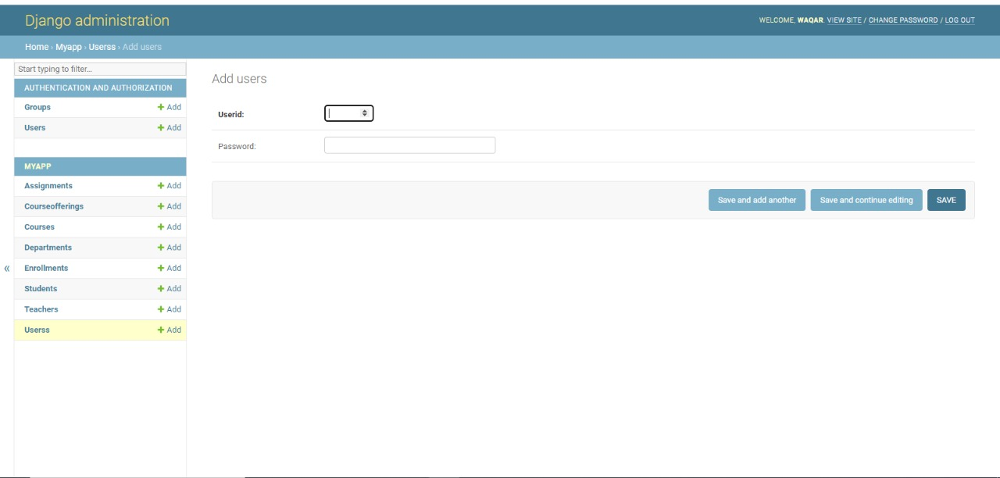 Django administration
WELCOME, WAQAR. VIEW SITE / CHANGE PASSWORD / LOG OUT
Home › Myapp › Userss › Add users
Start typing to filter...
AUTHENTICATION AND AUTHORIZATION
Groups + Add
Users + Add
MYAPP
Assignments + Add
Courseofferings + Add
Courses + Add
Departments + Add
Enrollments + Add
Students + Add
Teachers + Add
Userss + Add
«
Add users
Userid:
Password:
Save and add another
Save and continue editing
SAVE